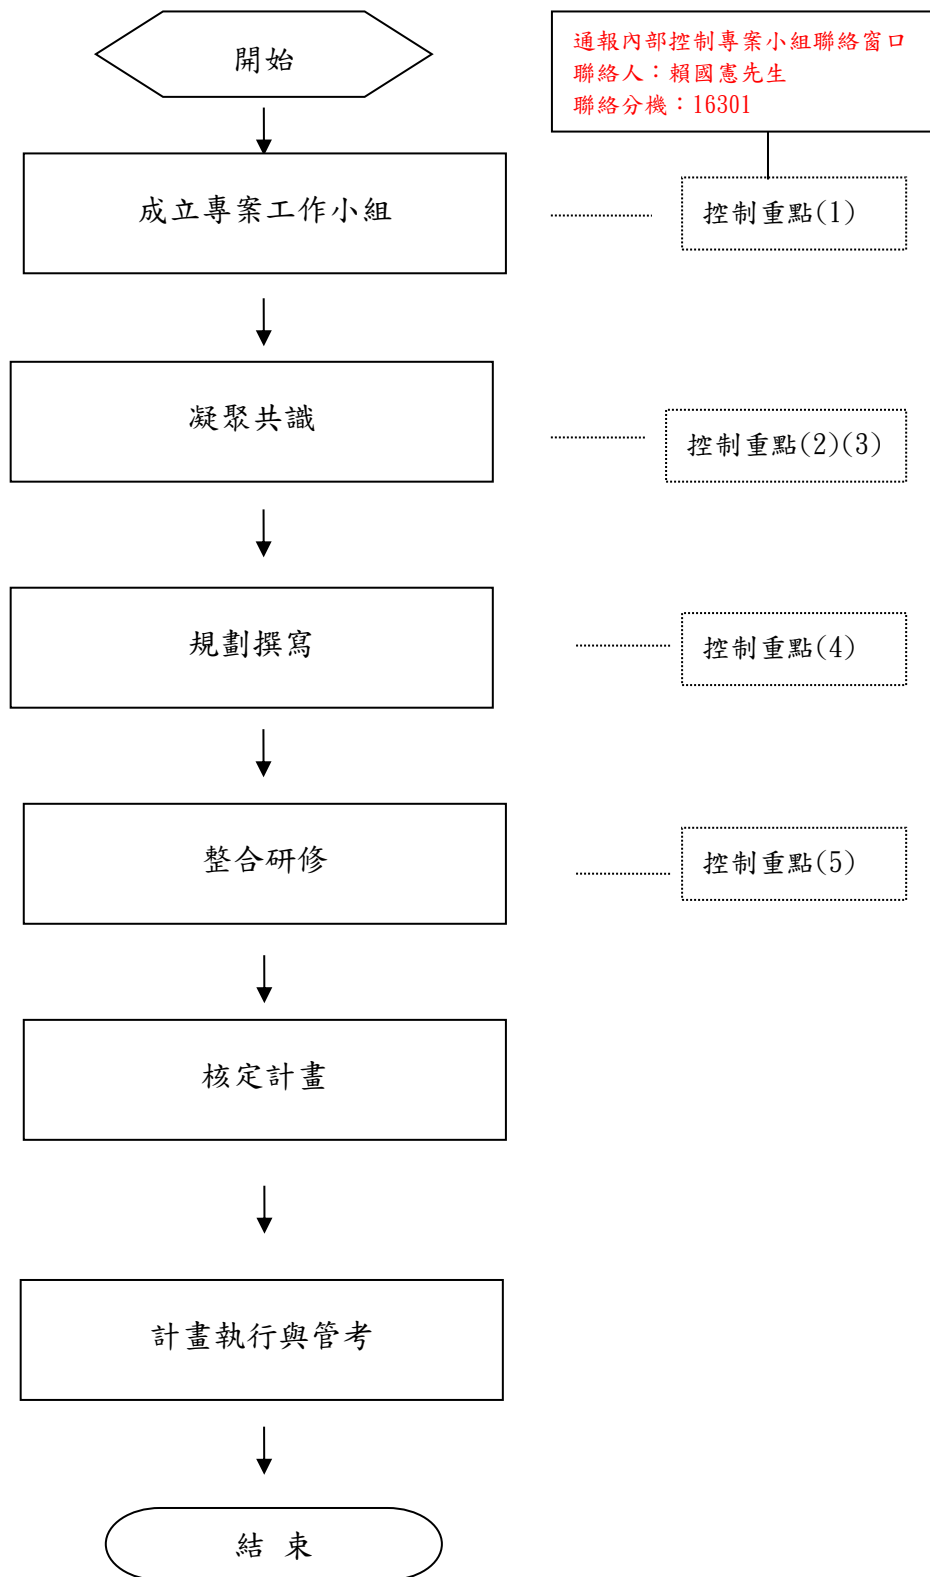 開始
通報內部控制專案小組聯絡窗口
聯絡人：賴國憲先生
聯絡分機：16301
成立專案工作小組
控制重點(1)
凝聚共識
控制重點(2)(3)
規劃撰寫
控制重點(4)
整合研修
控制重點(5)
核定計畫
計畫執行與管考
結 束